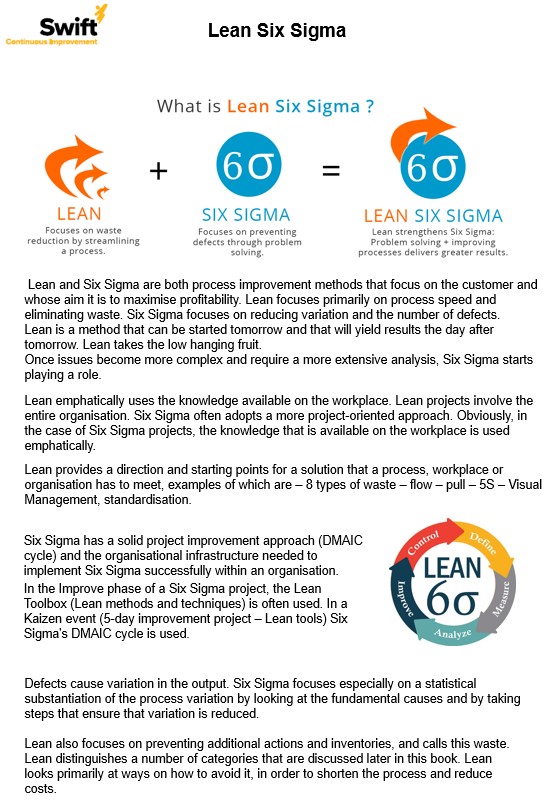 Swift
Continuous Improvement
Lean Six Sigma
What is Lean Six Sigma ?
+
6σ
=
6σ
LEAN
Focuses on waste
reduction by streamlining
a process.
SIX SIGMA
Focuses on preventing
defects through problem
solving.
LEAN SIX SIGMA
Lean strengthens Six Sigma:
Problem solving + improving
processes delivers greater results.
Lean and Six Sigma are both process improvement methods that focus on the customer and
whose aim it is to maximise profitability. Lean focuses primarily on process speed and
eliminating waste. Six Sigma focuses on reducing variation and the number of defects.
Lean is a method that can be started tomorrow and that will yield results the day after
tomorrow. Lean takes the low hanging fruit.
Once issues become more complex and require a more extensive analysis, Six Sigma starts
playing a role.
Lean emphatically uses the knowledge available on the workplace. Lean projects involve the
entire organisation. Six Sigma often adopts a more project-oriented approach. Obviously, in
the case of Six Sigma projects, the knowledge that is available on the workplace is used
emphatically.
Lean provides a direction and starting points for a solution that a process, workplace or
organisation has to meet, examples of which are – 8 types of waste – flow – pull – 5S – Visual
Management, standardisation.
Six Sigma has a solid project improvement approach (DMAIC
cycle) and the organisational infrastructure needed to
implement Six Sigma successfully within an organisation.
In the Improve phase of a Six Sigma project, the Lean
Toolbox (Lean methods and techniques) is often used. In a
Kaizen event (5-day improvement project – Lean tools) Six
Sigma's DMAIC cycle is used.
Control
Define
Measure
Analyze
Improve
LEAN
6σ
Defects cause variation in the output. Six Sigma focuses especially on a statistical
substantiation of the process variation by looking at the fundamental causes and by taking
steps that ensure that variation is reduced.
Lean also focuses on preventing additional actions and inventories, and calls this waste.
Lean distinguishes a number of categories that are discussed later in this book. Lean
looks primarily at ways on how to avoid it, in order to shorten the process and reduce
costs.